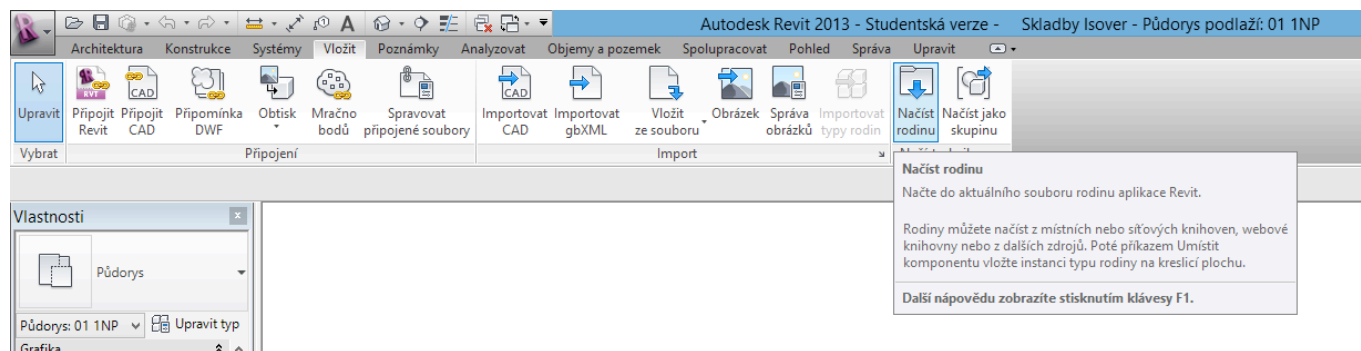 Autodesk Revit 2013 - Studentská verze - Skladby Isover - Půdorys podlaží: 01 1NP
Architektura Konstrukce Systémy Vložit Poznámky Analyzovat Objemy a pozemek Spolupracovat Pohled Správa Upravit
Upravit
Připojit Revit
Připojit CAD
Připomínka DWF
Obtisk
Mračno bodů
Spravovat připojené soubory
Importovat CAD
Importovat gbXML
Vložit ze souboru
Obrázek
Správa obrázků
Importovat typy rodin
Načíst rodinu
Načíst jako skupinu
Vybrat
Připojení
Import
Načíst rodinu
Načte do aktuálního souboru rodinu aplikace Revit.
Rodiny můžete načíst z místních nebo síťových knihoven, webové
knihovny nebo z dalších zdrojů. Poté příkazem Umístit
komponentu vložte instanci typu rodiny na kreslicí plochu.
Další nápovědu zobrazíte stisknutím klávesy F1.
Vlastnosti
Půdorys
Půdorys: 01 1NP Upravit typ
Grafika